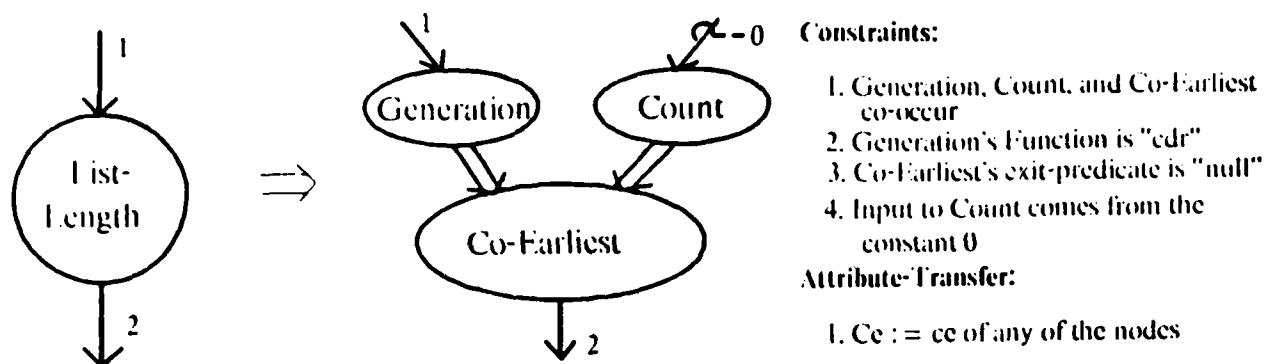 1
List-
Length
2
⇒
1
Generation
Count
--0
Co-Earliest
2
Constraints:
1. Generation, Count, and Co-Earliest
co-occur
2. Generation's Function is "cdr"
3. Co-Earliest's exit-predicate is "null"
4. Input to Count comes from the
constant 0
Attribute-Transfer:
1. Ce : = ce of any of the nodes